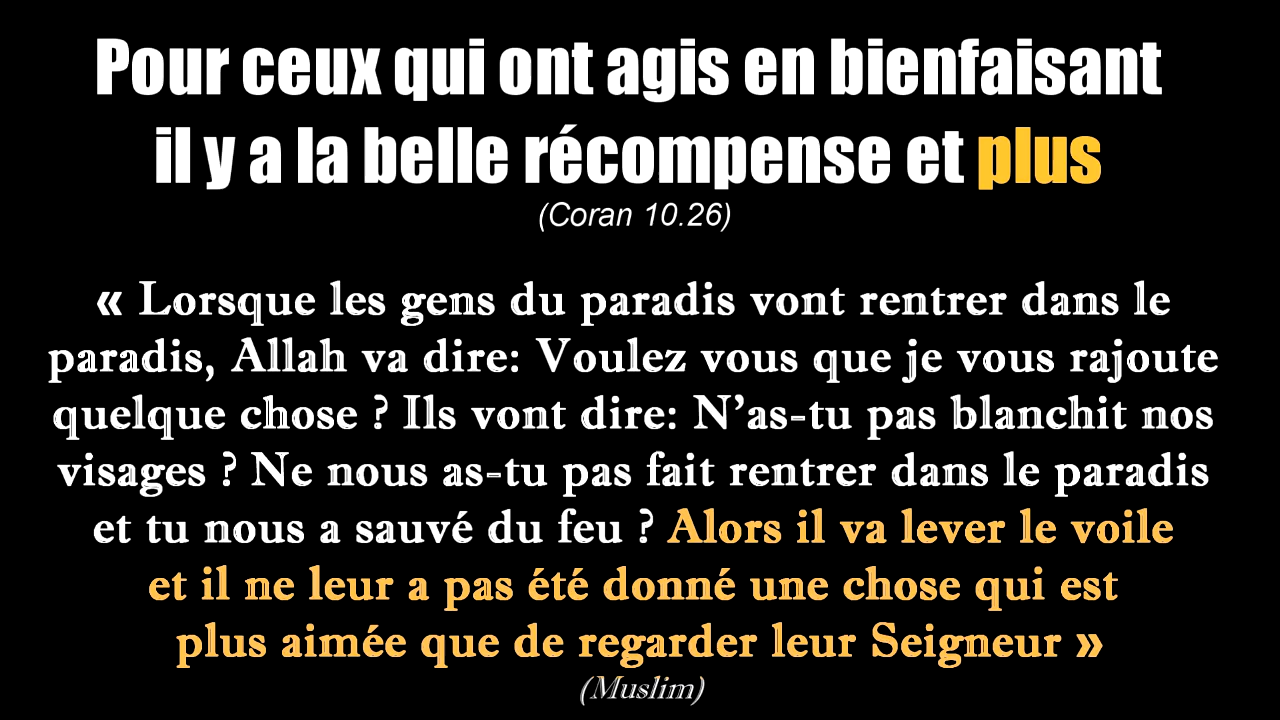 Pour ceux qui ont agis en bienfaisant
il y a la belle récompense et plus
(Coran 10.26)
« Lorsque les gens du paradis vont rentrer dans le
paradis, Allah va dire: Voulez vous que je vous rajoute
quelque chose ? Ils vont dire: N’as-tu pas blanchit nos
visages ? Ne nous as-tu pas fait rentrer dans le paradis
et tu nous a sauvé du feu ? Alors il va lever le voile
et il ne leur a pas été donné une chose qui est
plus aimée que de regarder leur Seigneur »
(Muslim)